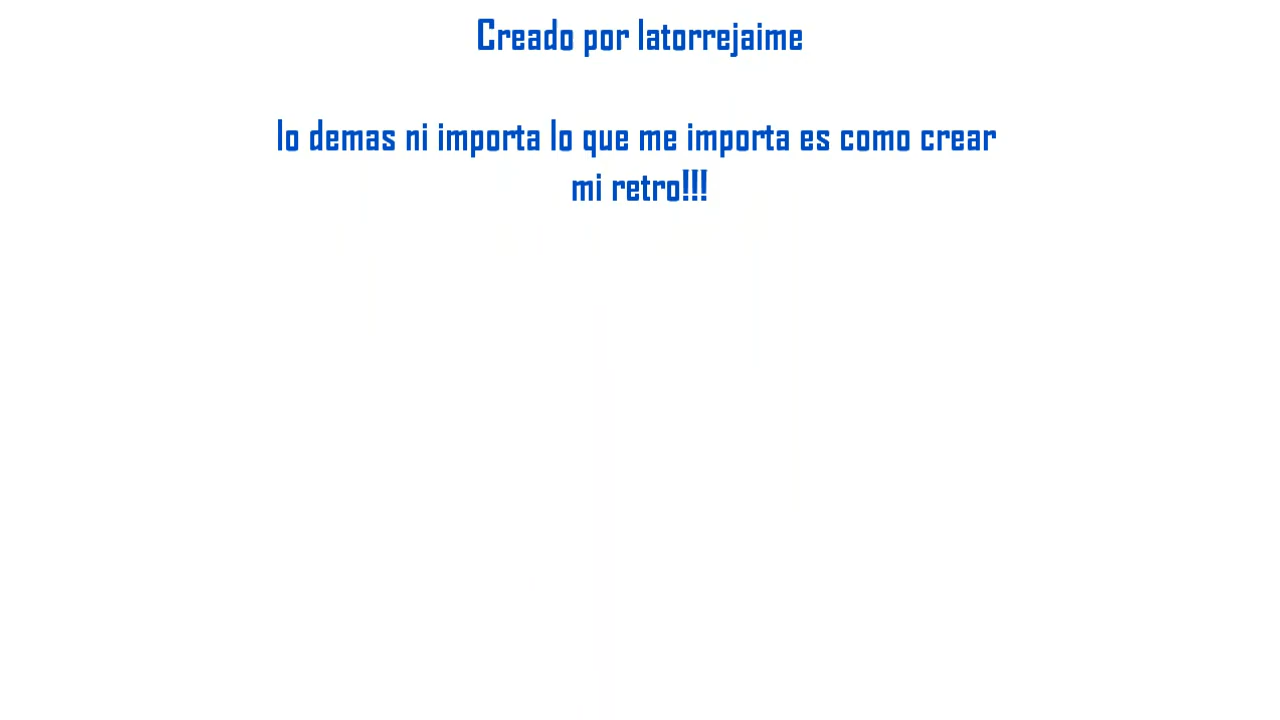 Creado por latorrejaime
lo demas ni importa lo que me importa es como crear
mi retro!!!